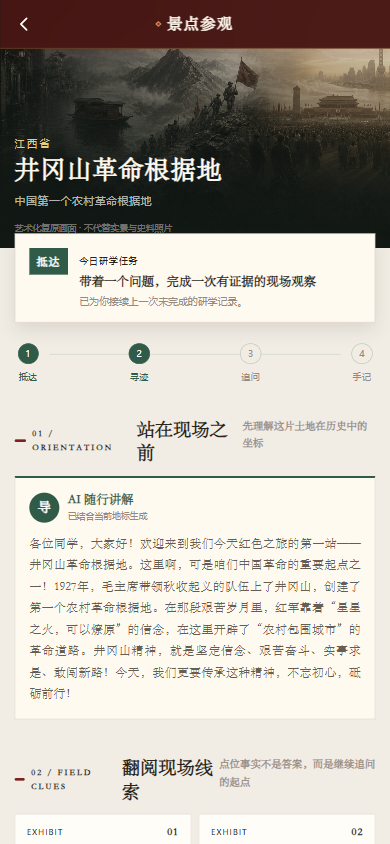 景点参观
江西省
井冈山革命根据地
中国第一个农村革命根据地
艺术化复原画面 · 不代替实景与史料照片
抵达
今日研学任务
带着一个问题，完成一次有证据的现场观察
已为你接续上一次未完成的研学记录。
1
2
3
4
抵达
寻迹
追问
手记
01 /
ORIENTATION
站在现场之
前
先理解这片土地在历史中的
坐标
导
AI 随行讲解
已结合当前地标生成
各位同学，大家好！欢迎来到我们今天红色之旅的第一站——
井冈山革命根据地。这里啊，可是咱们中国革命的重要起点之
一！1927年，毛主席带领秋收起义的队伍上了井冈山，创建了
第一个农村革命根据地。在那段艰苦岁月里，红军靠着“星星
之火，可以燎原”的信念，在这里开辟了“农村包围城市”的
革命道路。井冈山精神，就是坚定信念、艰苦奋斗、实事求
是、敢闯新路！今天，我们更要传承这种精神，不忘初心，砥
砺前行！
02 / FIELD
CLUES
翻阅现场线
索
点位事实不是答案，而是继续追问
的起点
EXHIBIT
01
EXHIBIT
02